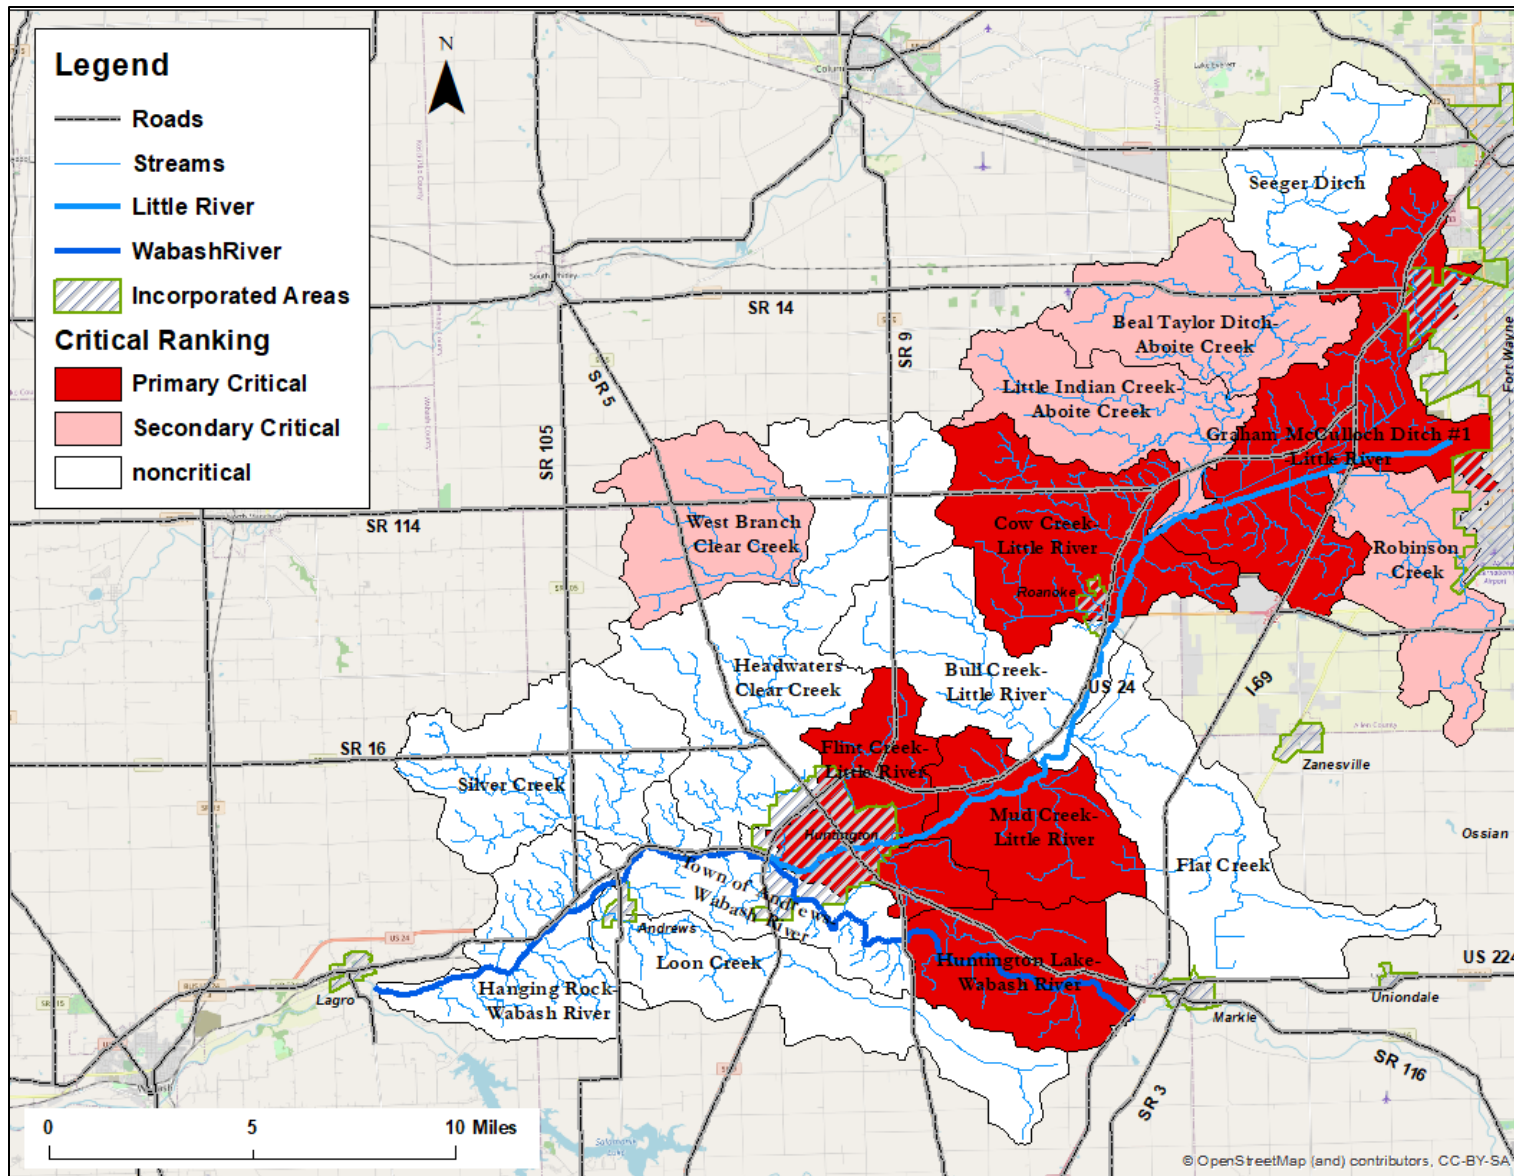 Legend
Roads
Streams
Little River
WabashRiver
Incorporated Areas
Critical Ranking
Primary Critical
Secondary Critical
noncritical
N
Seeger Ditch
SR 14
Beal Taylor Ditch-
Aboite Creek
SR 9
SR 5
Fort Wayne
Little Indian Creek-
Aboite Creek
Graham McCulloch Ditch #1
Little River
SR 105
SR 114
West Branch
Clear Creek
Cow Creek-
Little River
Robinson
Creek
Roanoke
Headwaters
Clear Creek
Bull Creek-
Little River
US 24
I-69
SR 16
Flint Creek-
Little River
Zanesville
Silver Creek
Mud Creek-
Little River
Huntington
Ossian
Flat Creek
Town of Andrews-
Wabash River
Andrews
Loon Creek
Huntington Lake-
Wabash River
US 224
US 24
Lagro
Hanging Rock-
Wabash River
Uniondale
Markle
SR 116
SR 3
0 5 10 Miles
© OpenStreetMap (and) contributors, CC-BY-SA